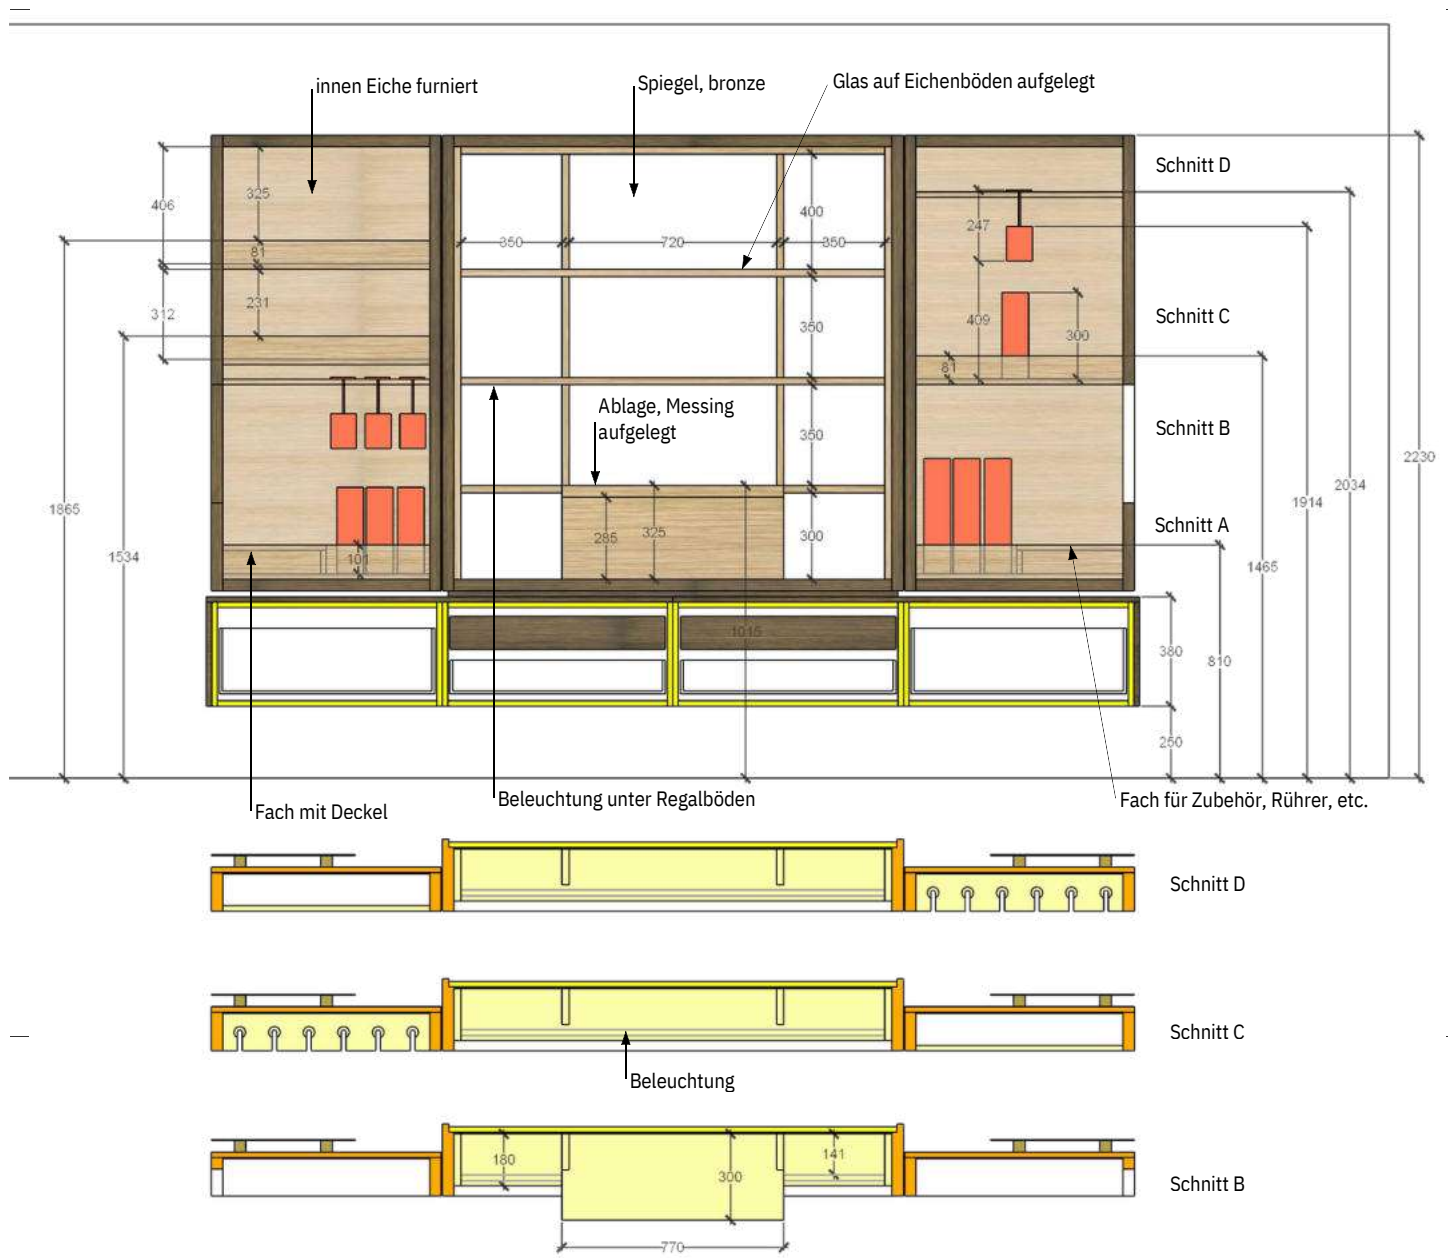 innen Eiche furniert
Spiegel, bronze
Glas auf Eichenböden aufgelegt
Schnitt D
406
325
400
247
350
720
350
81
312
231
350
409
300
Schnitt C
81
Ablage, Messing
aufgelegt
350
Schnitt B
2230
2034
1914
1865
1534
285
325
300
Schnitt A
101
1465
1015
380
810
250
Fach mit Deckel
Beleuchtung unter Regalböden
Fach für Zubehör, Rührer, etc.
Schnitt D
Schnitt C
Beleuchtung
180
300
141
Schnitt B
770